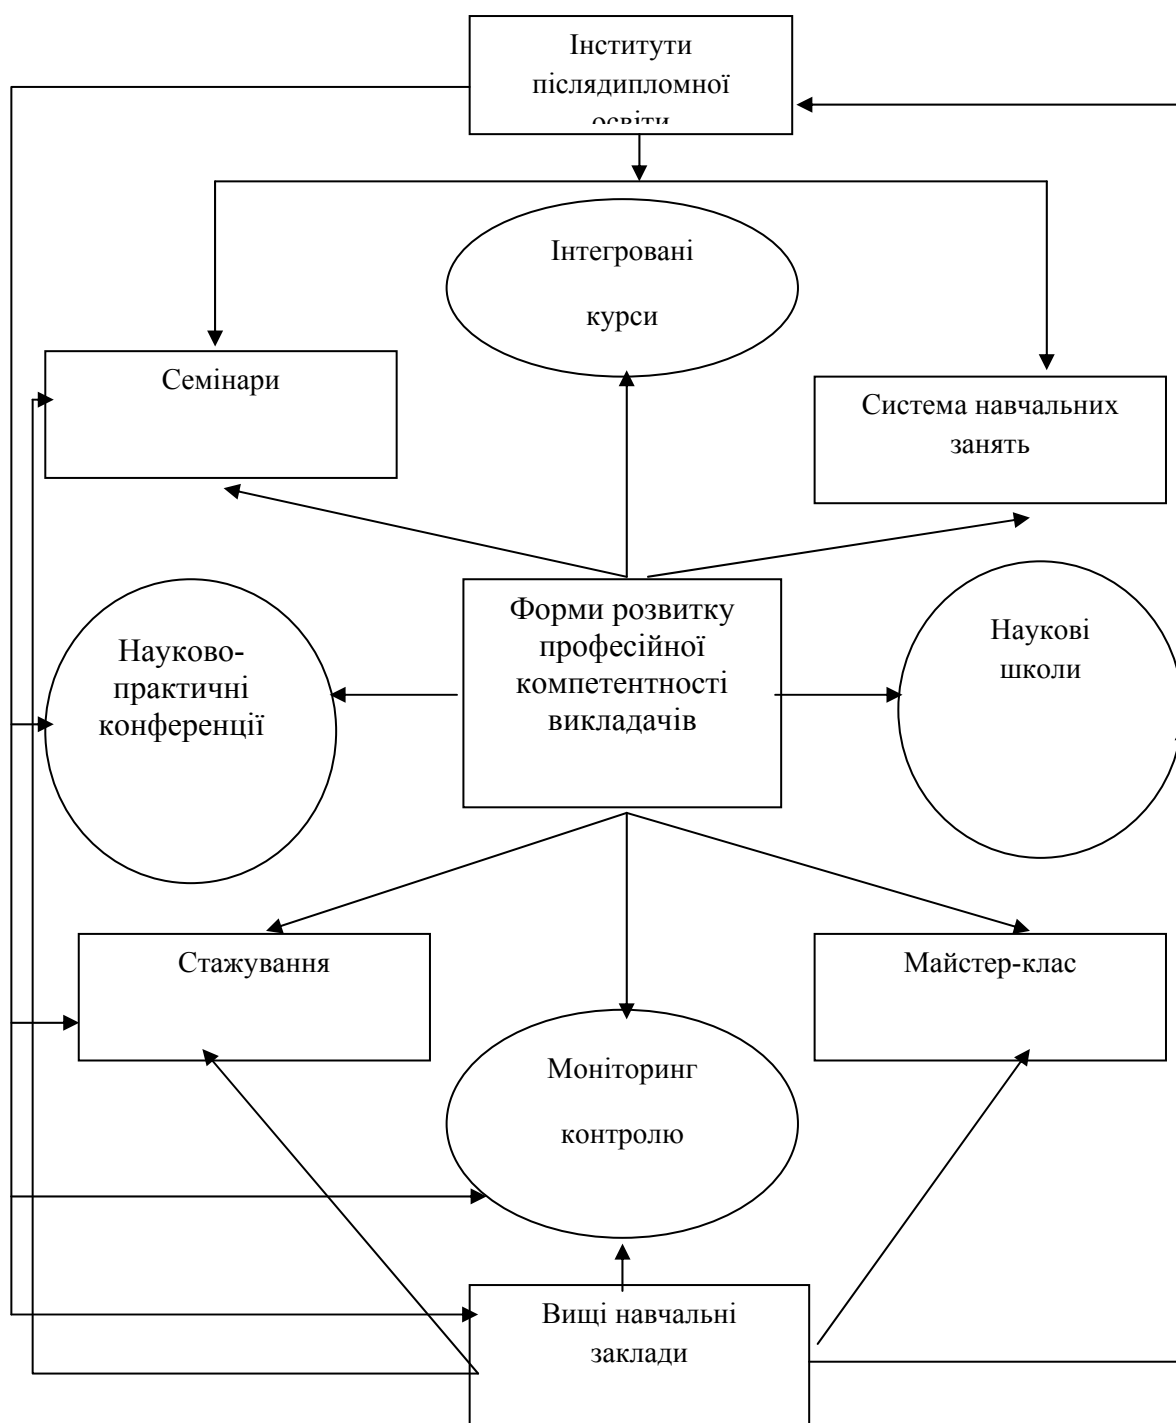 Інститути
післядипломної
освіти
Інтегровані
курси
Семінари
Система навчальних
занять
Форми розвитку
професійної
компетентності
викладачів
Науково-
практичні
конференції
Наукові
школи
Стажування
Майстер-клас
Моніторинг
контролю
Вищі навчальні
заклади